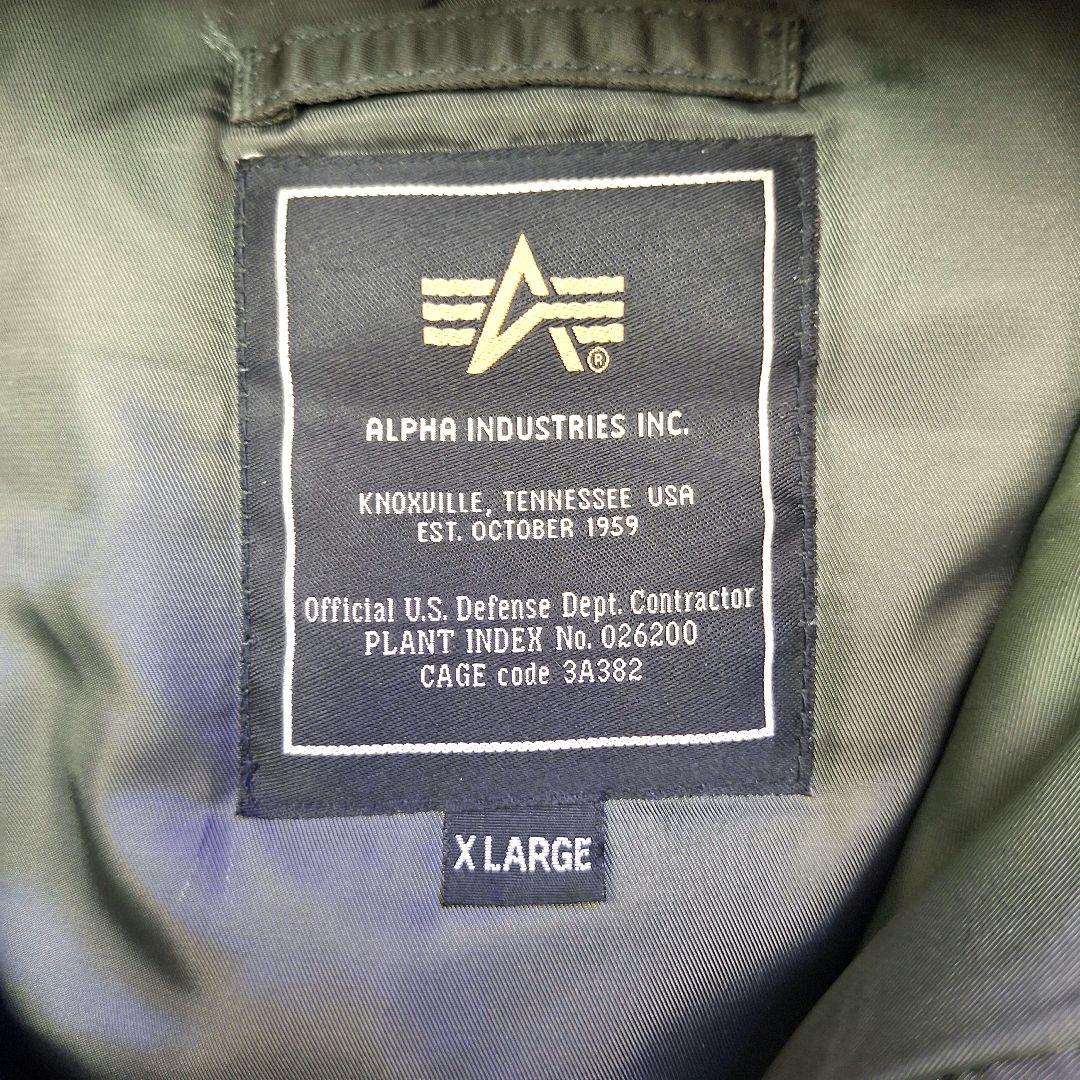 ®
ALPHA INDUSTRIES INC.
KNOXVILLE, TENNESSEE USA
EST. OCTOBER 1959
Official U.S. Defense Dept. Contractor
PLANT INDEX No. 026200
CAGE code 3A382
X LARGE